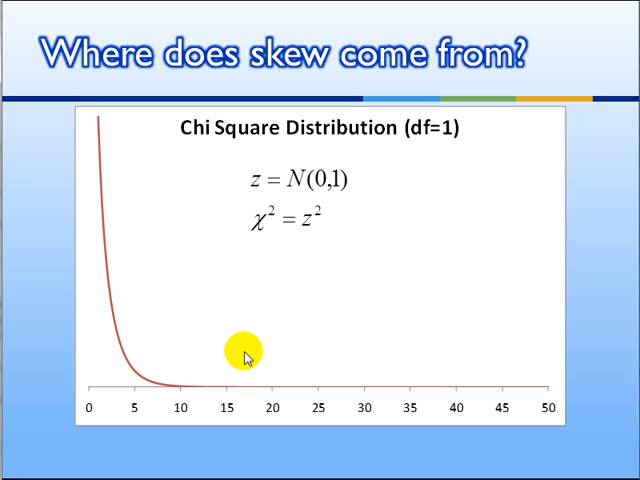 Where does skew come from?
Chi Square Distribution (df=1)
z = N(0,1)
χ² = z²
0 5 10 15 20 25 30 35 40 45 50